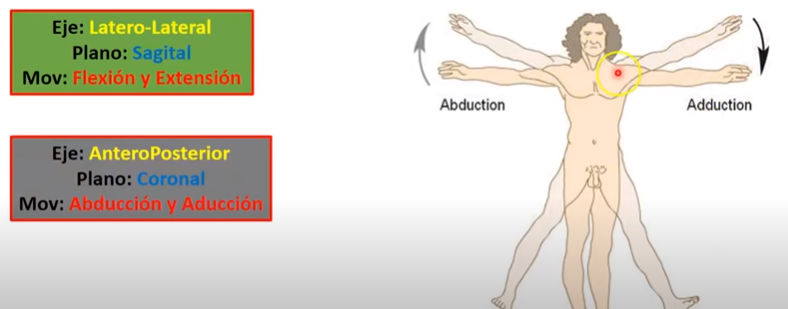 Eje: Latero-Lateral
Plano: Sagital
Mov: Flexión y Extensión
Eje: AnteroPosterior
Plano: Coronal
Mov: Abducción y Aducción
Abduction
Adduction